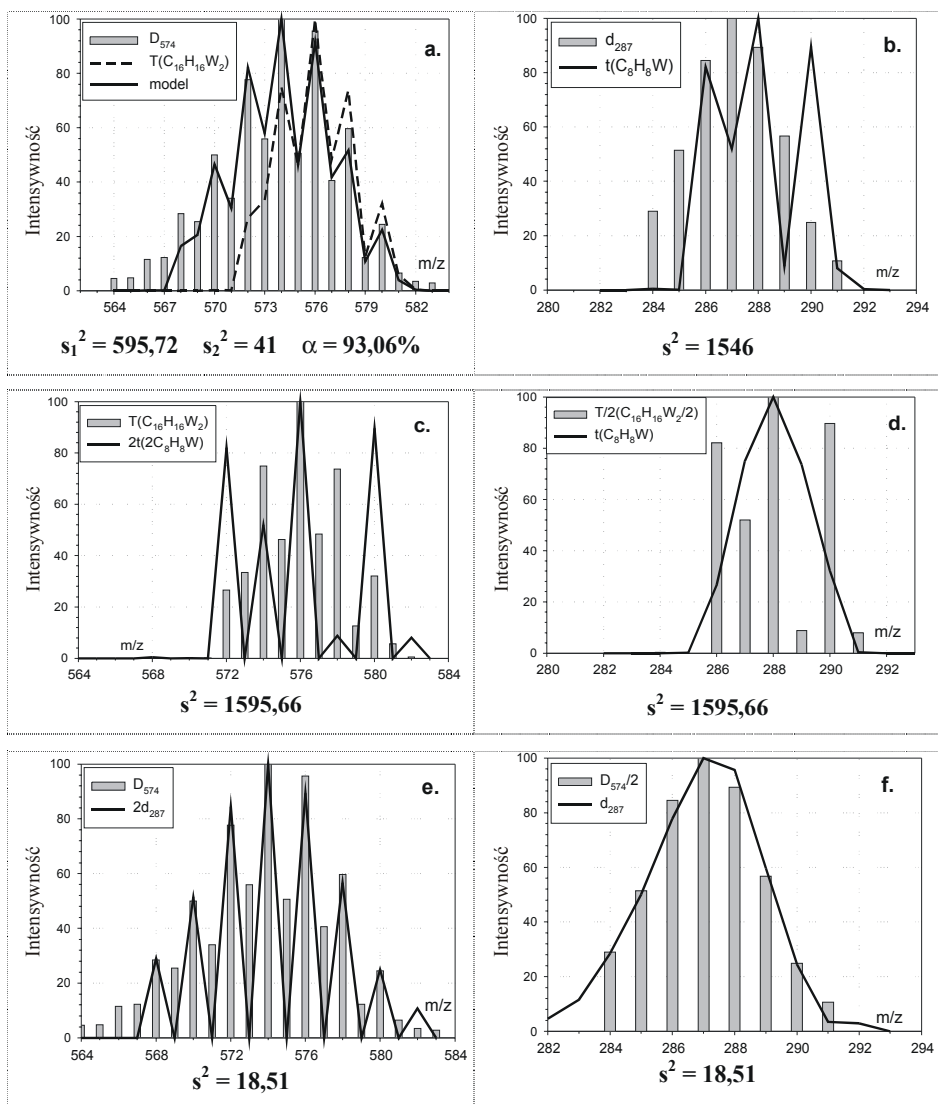 D574
T(C16H16W2)
model
a.
Intensywność
100
80
60
40
20
0
m/z
564 567 570 573 576 579 582
s1² = 595,72 s2² = 41 α = 93,06%
d287
t(C8H8W)
b.
Intensywność
100
80
60
40
20
0
m/z
280 282 284 286 288 290 292 294
s² = 1546
T(C16H16W2)
2t(2C8H8W)
c.
Intensywność
100
80
60
40
20
0
m/z
564 568 572 576 580 584
s² = 1595,66
T/2(C16H16W2/2)
t(C8H8W)
d.
Intensywność
100
80
60
40
20
0
m/z
280 282 284 286 288 290 292
s² = 1595,66
D574
2d287
e.
Intensywność
100
80
60
40
20
0
m/z
564 568 572 576 580 584
s² = 18,51
D574/2
d287
f.
Intensywność
100
80
60
40
20
0
m/z
282 284 286 288 290 292 294
s² = 18,51